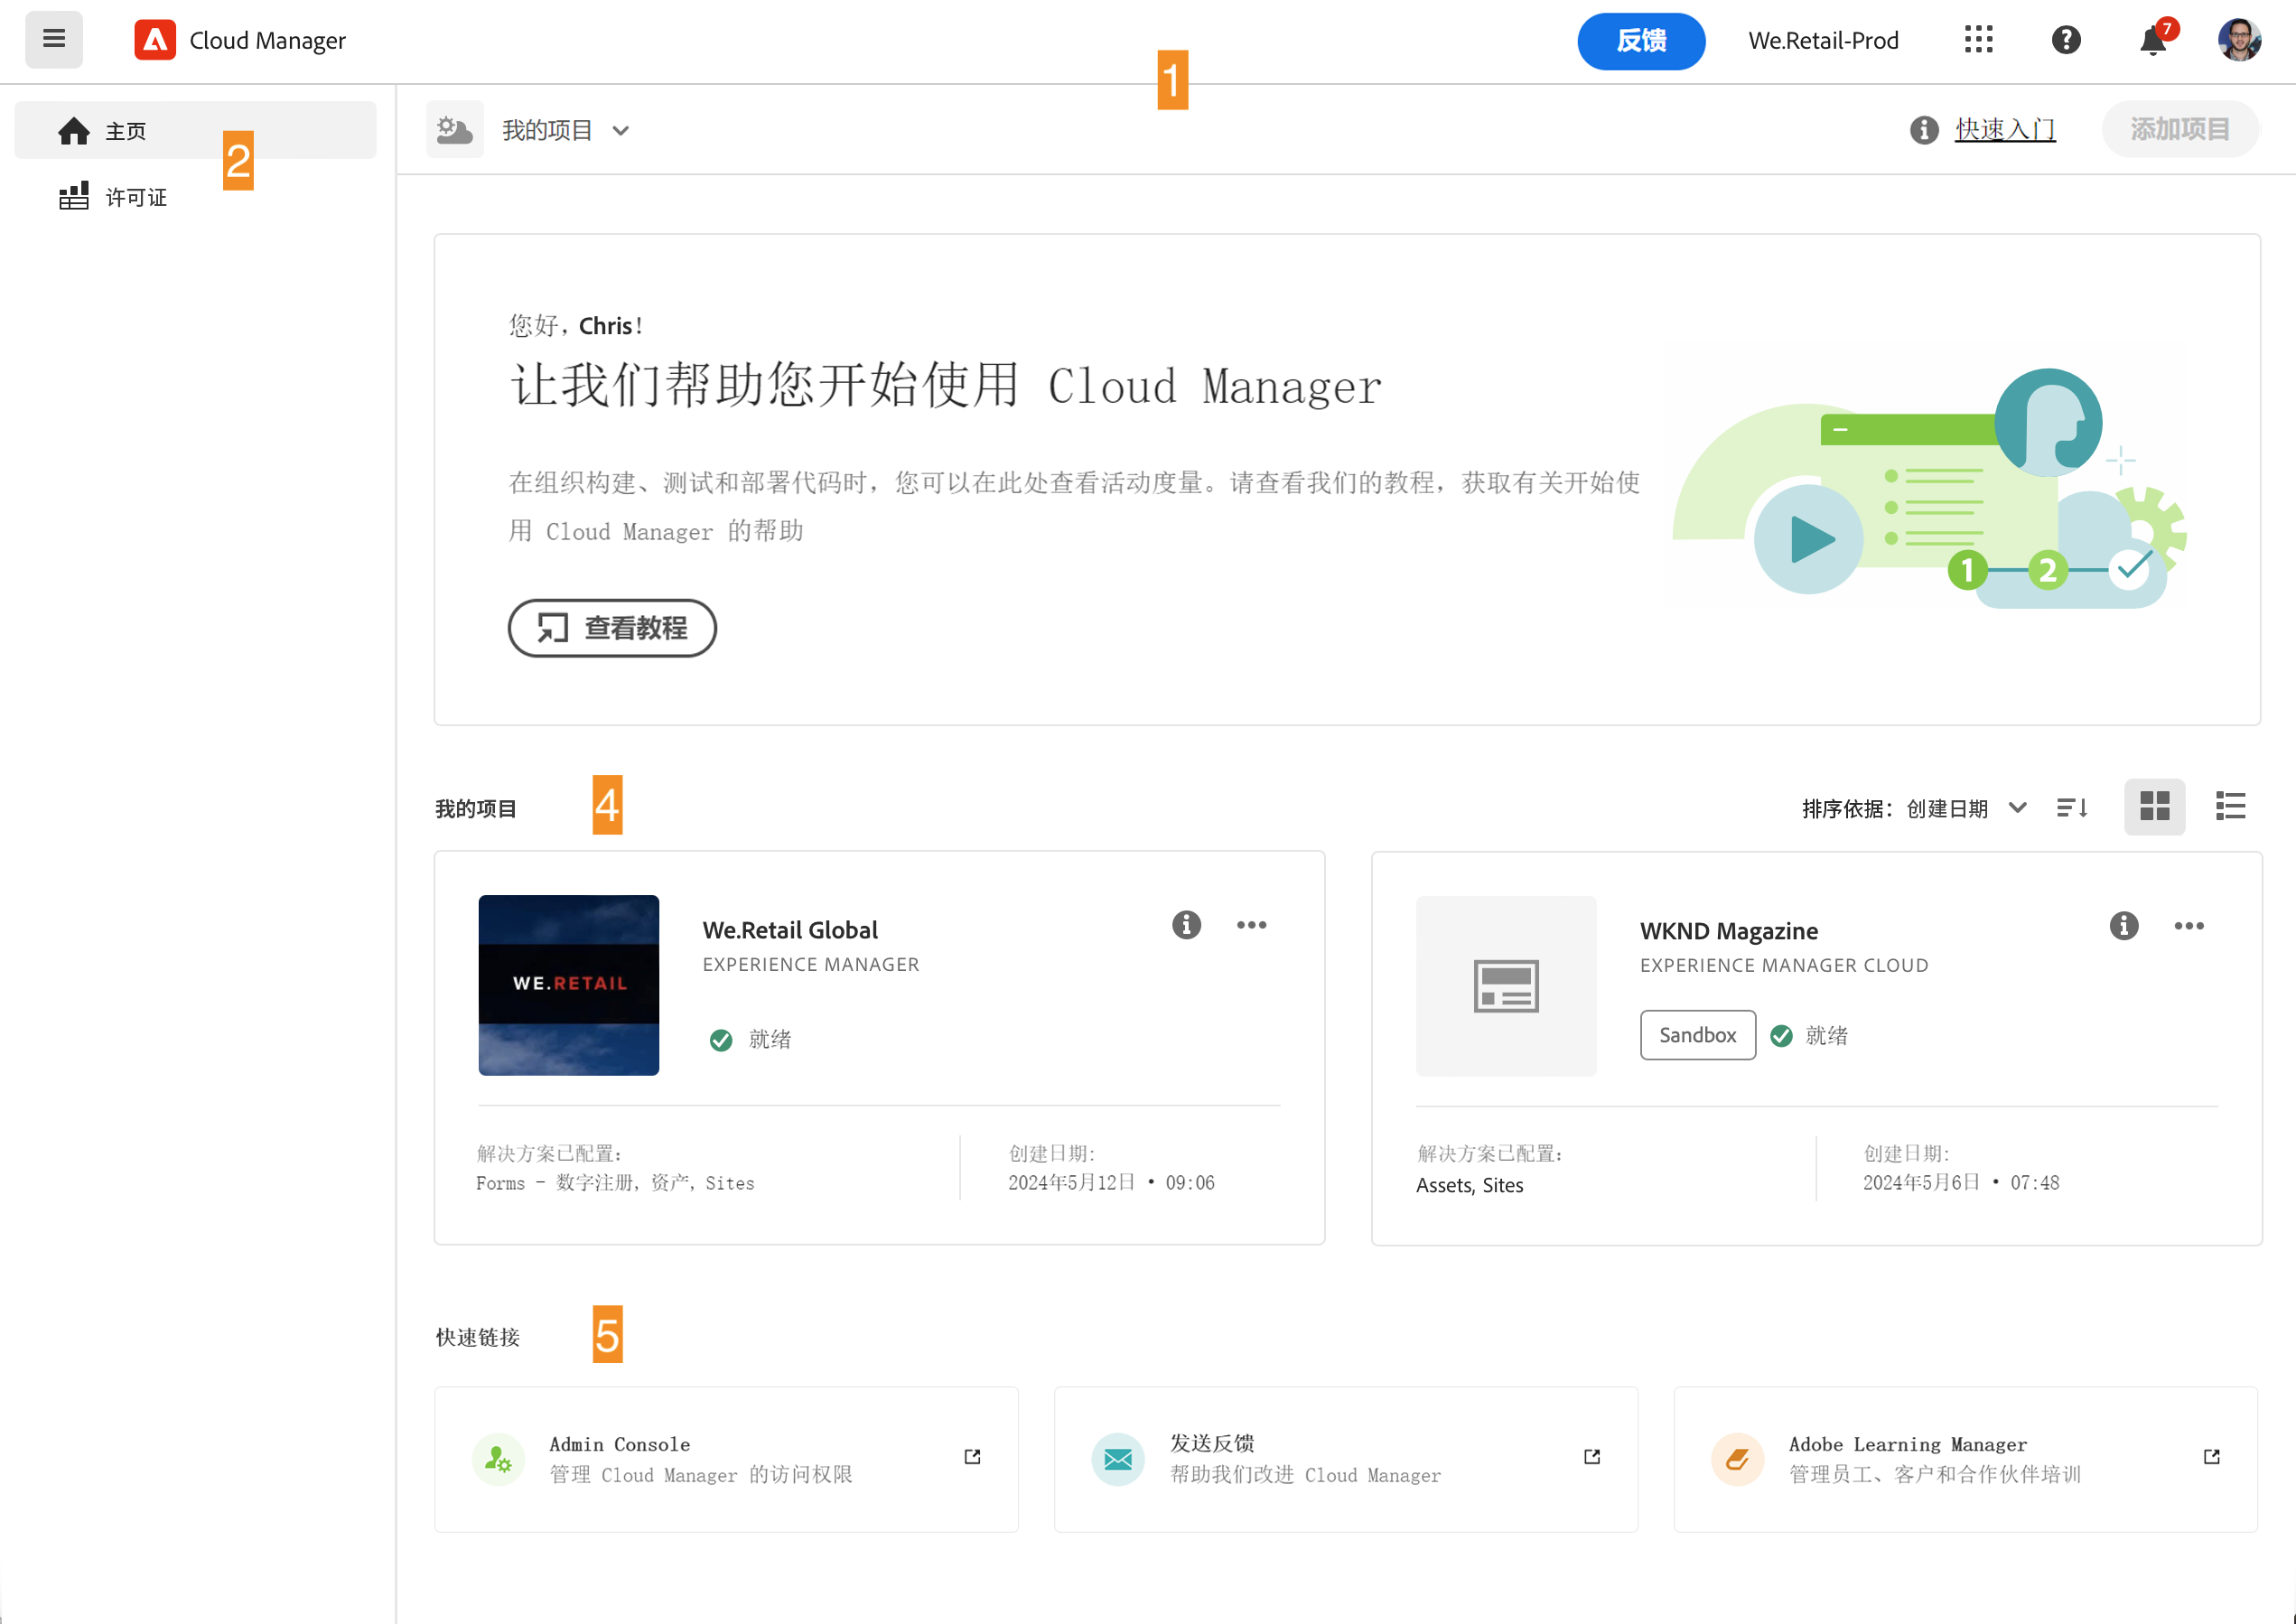 Cloud Manager
反馈
We.Retail-Prod
7
1
主页
2
许可证
我的项目
快速入门
添加项目
您好，Chris！
让我们帮助您开始使用 Cloud Manager
在组织构建、测试和部署代码时，您可以在此处查看活动度量。请查看我们的教程，获取有关开始使
用 Cloud Manager 的帮助
查看教程
1
2
我的项目
4
排序依据：创建日期
WE.RETAIL
We.Retail Global
EXPERIENCE MANAGER
就绪
解决方案已配置：
Forms - 数字注册，资产，Sites
创建日期：
2024年5月12日 • 09:06
WKND Magazine
EXPERIENCE MANAGER CLOUD
Sandbox
就绪
解决方案已配置：
Assets, Sites
创建日期：
2024年5月6日 • 07:48
快速链接
5
Admin Console
管理 Cloud Manager 的访问权限
发送反馈
帮助我们改进 Cloud Manager
Adobe Learning Manager
管理员工、客户和合作伙伴培训